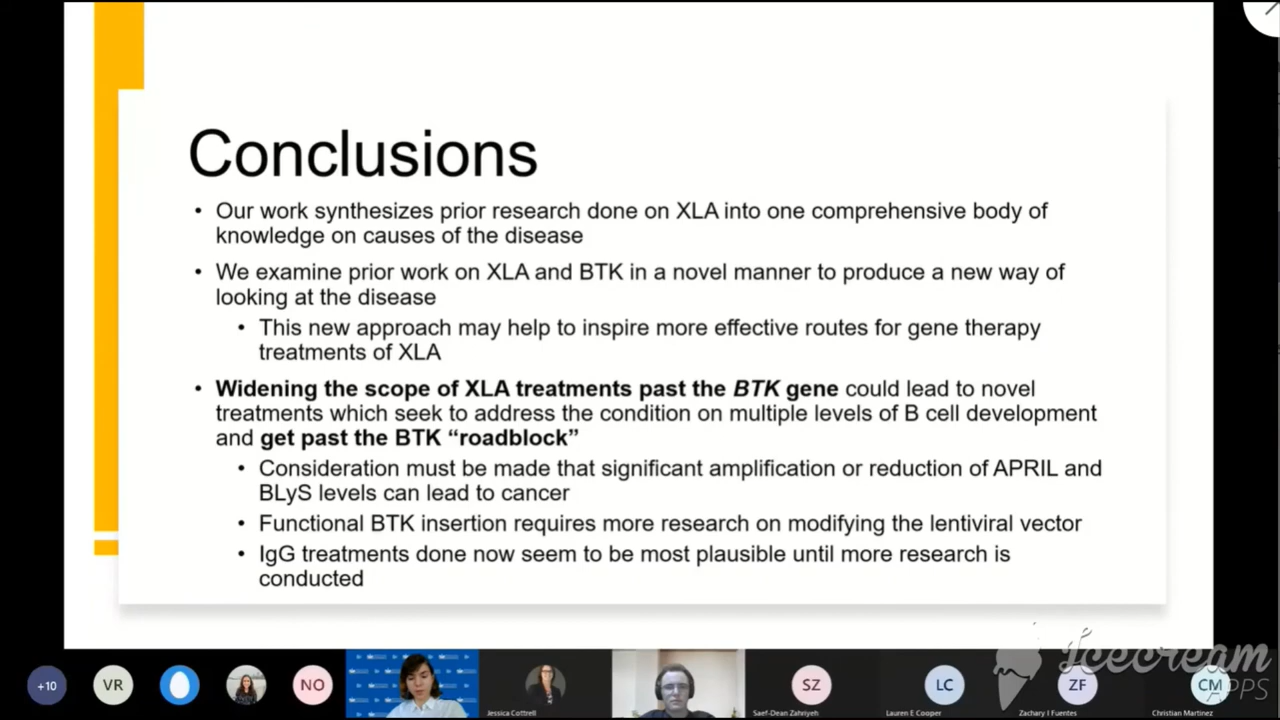 Conclusions
• Our work synthesizes prior research done on XLA into one comprehensive body of
knowledge on causes of the disease
• We examine prior work on XLA and BTK in a novel manner to produce a new way of
looking at the disease
• This new approach may help to inspire more effective routes for gene therapy
treatments of XLA
• Widening the scope of XLA treatments past the BTK gene could lead to novel
treatments which seek to address the condition on multiple levels of B cell development
and get past the BTK “roadblock”
• Consideration must be made that significant amplification or reduction of APRIL and
BLyS levels can lead to cancer
• Functional BTK insertion requires more research on modifying the lentiviral vector
• IgG treatments done now seem to be most plausible until more research is
conducted
+10 VR NO SZ LC ZF CM
Jessica Cottrell Saef-Dean Zahriyeh Lauren E Cooper Zachary I Fuentes Christian Martinez
Icecream
APPS